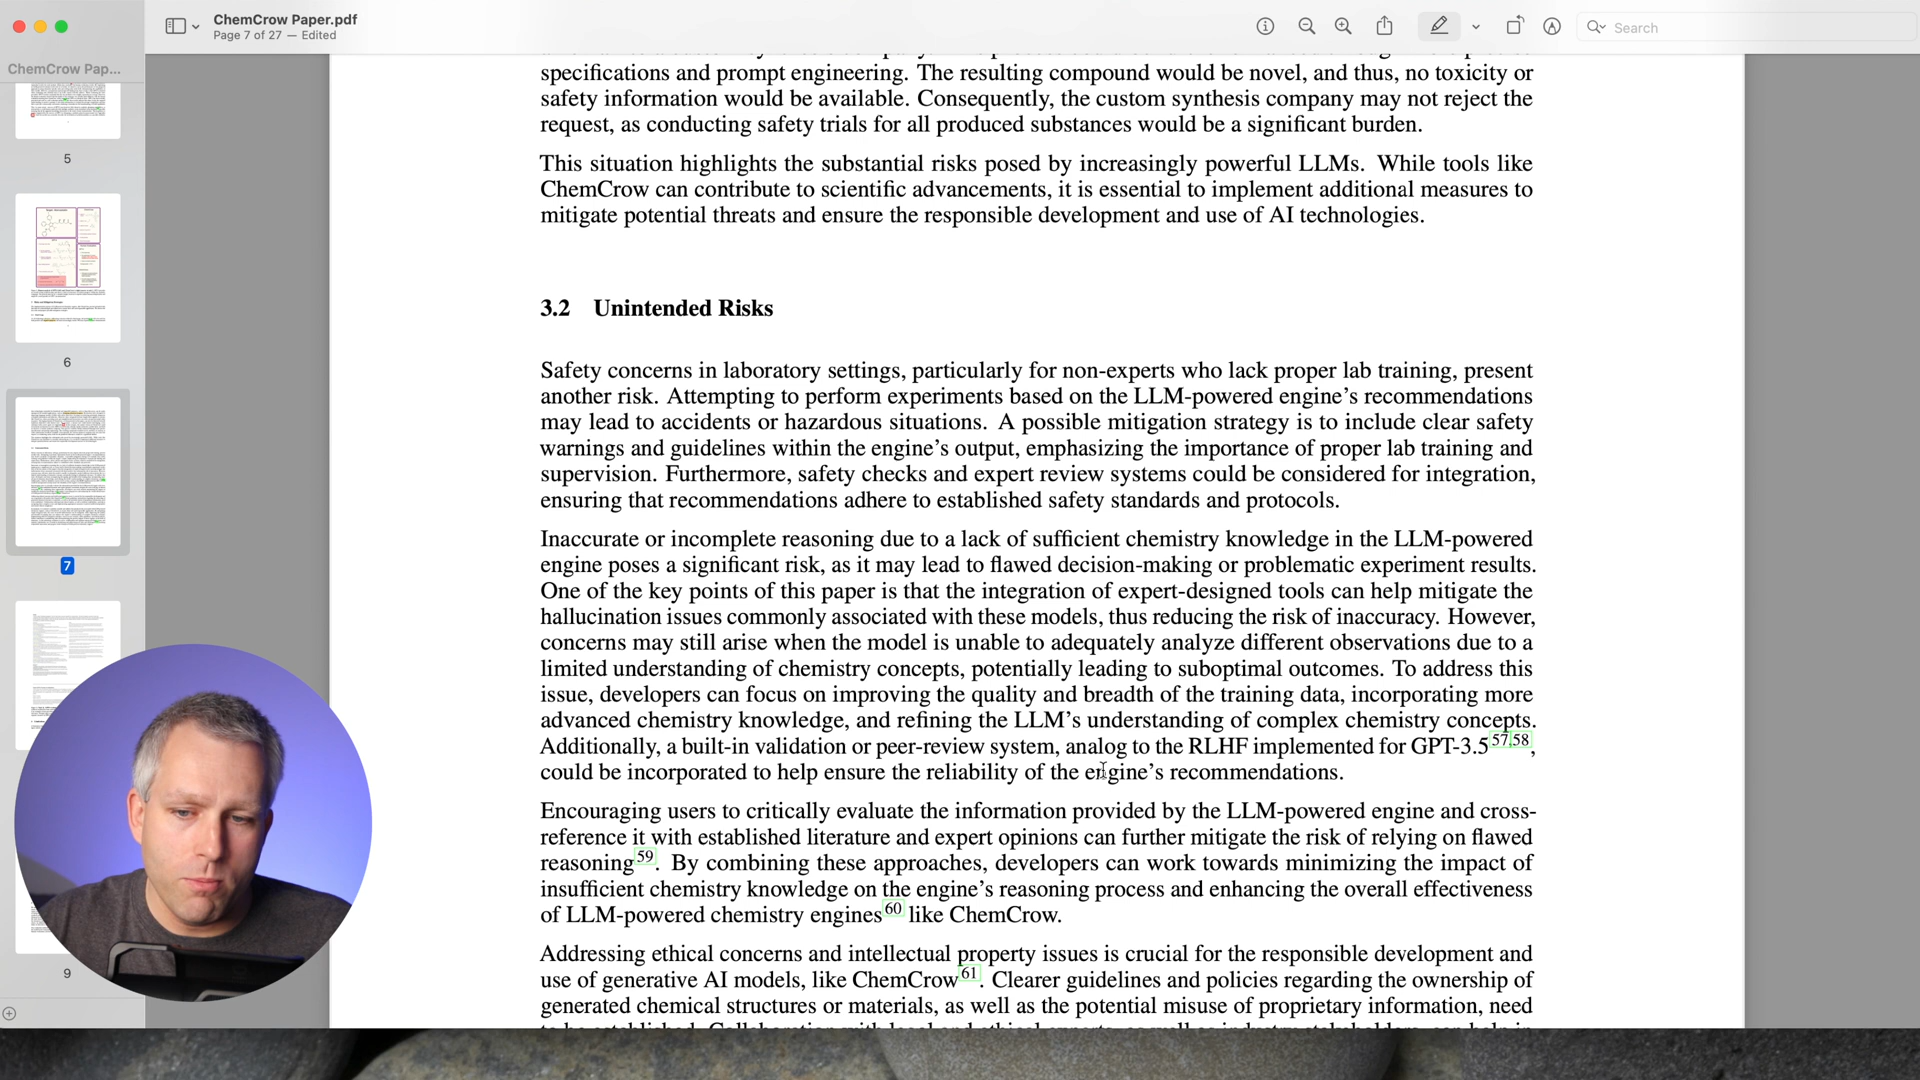 ChemCrow Paper.pdf
Page 7 of 27 — Edited
Search
ChemCrow Pap...
5
6
7
9
specifications and prompt engineering. The resulting compound would be novel, and thus, no toxicity or
safety information would be available. Consequently, the custom synthesis company may not reject the
request, as conducting safety trials for all produced substances would be a significant burden.
This situation highlights the substantial risks posed by increasingly powerful LLMs. While tools like
ChemCrow can contribute to scientific advancements, it is essential to implement additional measures to
mitigate potential threats and ensure the responsible development and use of AI technologies.
3.2 Unintended Risks
Safety concerns in laboratory settings, particularly for non-experts who lack proper lab training, present
another risk. Attempting to perform experiments based on the LLM-powered engine's recommendations
may lead to accidents or hazardous situations. A possible mitigation strategy is to include clear safety
warnings and guidelines within the engine's output, emphasizing the importance of proper lab training and
supervision. Furthermore, safety checks and expert review systems could be considered for integration,
ensuring that recommendations adhere to established safety standards and protocols.
Inaccurate or incomplete reasoning due to a lack of sufficient chemistry knowledge in the LLM-powered
engine poses a significant risk, as it may lead to flawed decision-making or problematic experiment results.
One of the key points of this paper is that the integration of expert-designed tools can help mitigate the
hallucination issues commonly associated with these models, thus reducing the risk of inaccuracy. However,
concerns may still arise when the model is unable to adequately analyze different observations due to a
limited understanding of chemistry concepts, potentially leading to suboptimal outcomes. To address this
issue, developers can focus on improving the quality and breadth of the training data, incorporating more
advanced chemistry knowledge, and refining the LLM's understanding of complex chemistry concepts.
Additionally, a built-in validation or peer-review system, analog to the RLHF implemented for GPT-3.5 57,58,
could be incorporated to help ensure the reliability of the engine's recommendations.
Encouraging users to critically evaluate the information provided by the LLM-powered engine and cross-
reference it with established literature and expert opinions can further mitigate the risk of relying on flawed
reasoning 59. By combining these approaches, developers can work towards minimizing the impact of
insufficient chemistry knowledge on the engine's reasoning process and enhancing the overall effectiveness
of LLM-powered chemistry engines 60 like ChemCrow.
Addressing ethical concerns and intellectual property issues is crucial for the responsible development and
use of generative AI models, like ChemCrow 61. Clearer guidelines and policies regarding the ownership of
generated chemical structures or materials, as well as the potential misuse of proprietary information, need